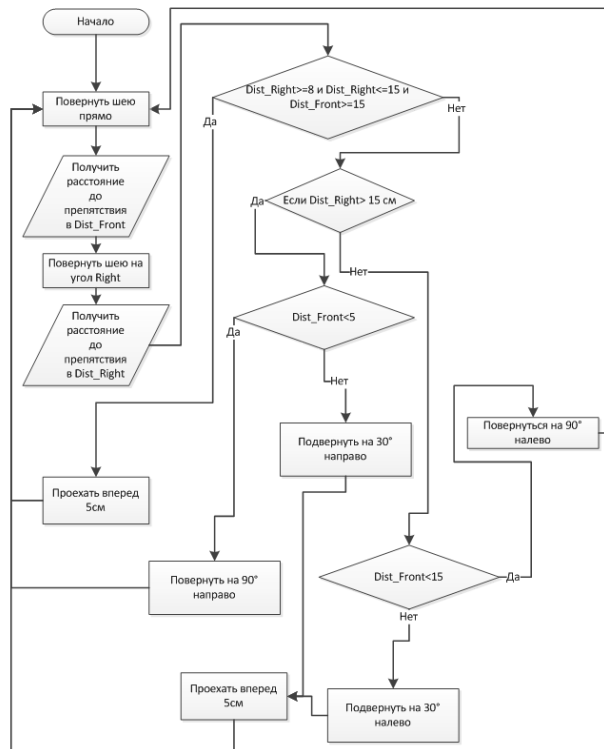 Начало
Повернуть шею
прямо
Получить
расстояние
до
препятствия
в Dist_Front
Повернуть шею на
угол Right
Получить
расстояние
до
препятствия
в Dist_Right
Dist_Right>=8 и Dist_Right<=15 и
Dist_Front>=15
Да
Нет
Если Dist_Right> 15 см
Да
Нет
Dist_Front<5
Да
Нет
Подвернуть на 30°
направо
Повернуться на 90°
налево
Проехать вперед
5см
Повернуть на 90°
направо
Dist_Front<15
Да
Нет
Проехать вперед
5см
Подвернуть на 30°
налево